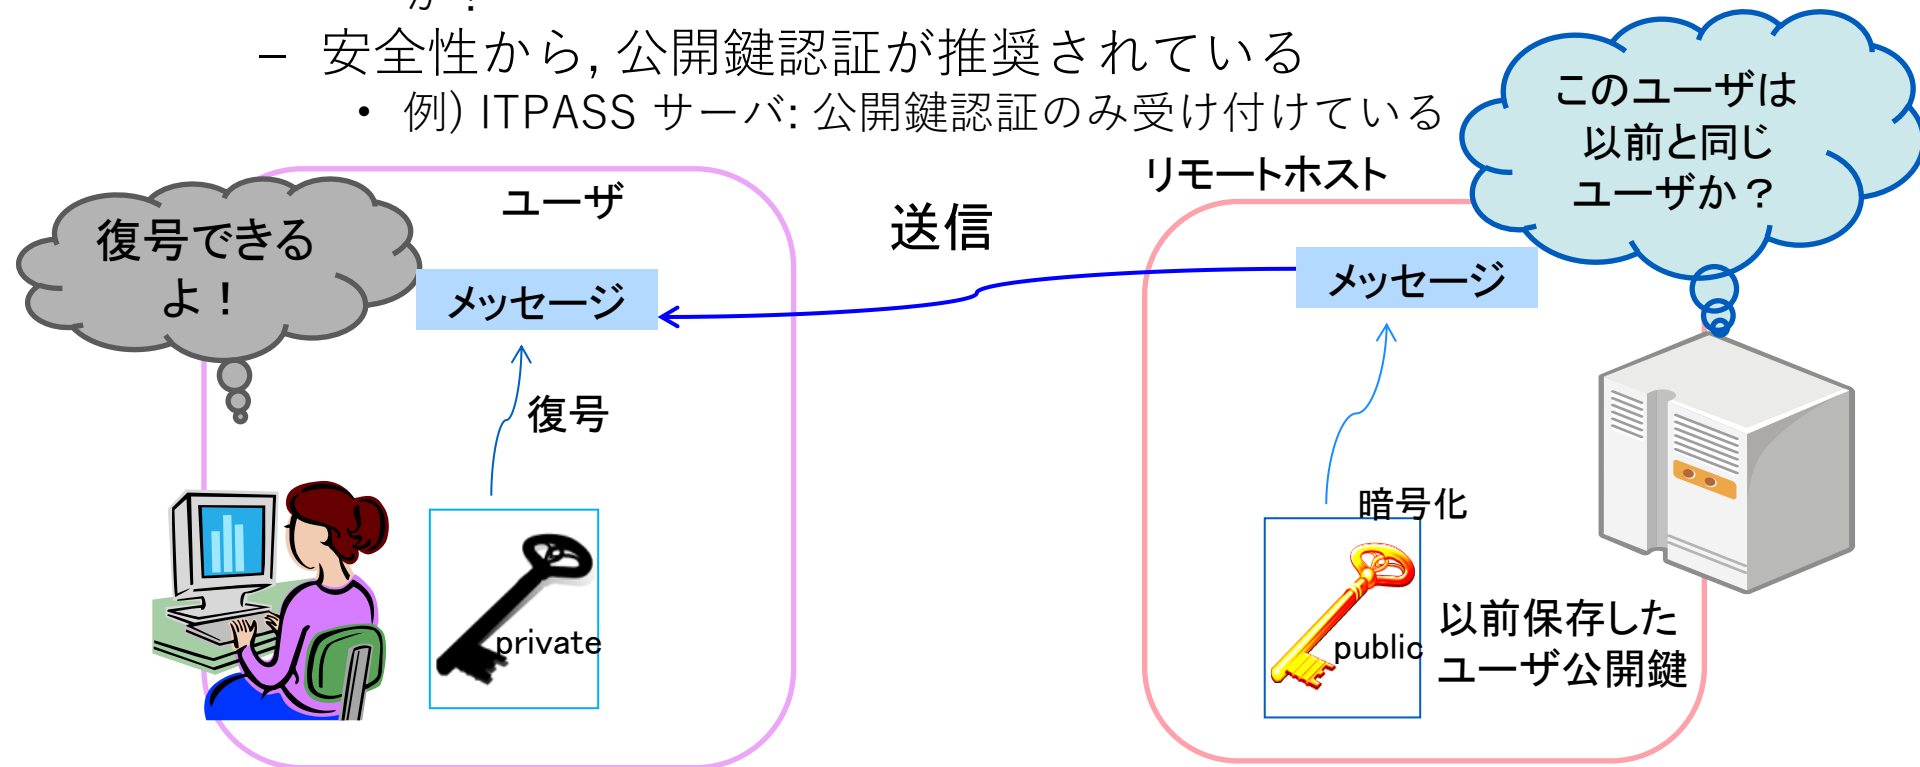 か？
– 安全性から, 公開鍵認証が推奨されている
• 例) ITPASS サーバ: 公開鍵認証のみ受け付けている
このユーザは
以前と同じ
ユーザか？
リモートホスト
ユーザ
送信
復号できる
よ！
メッセージ
メッセージ
復号
暗号化
private
public
以前保存した
ユーザ公開鍵